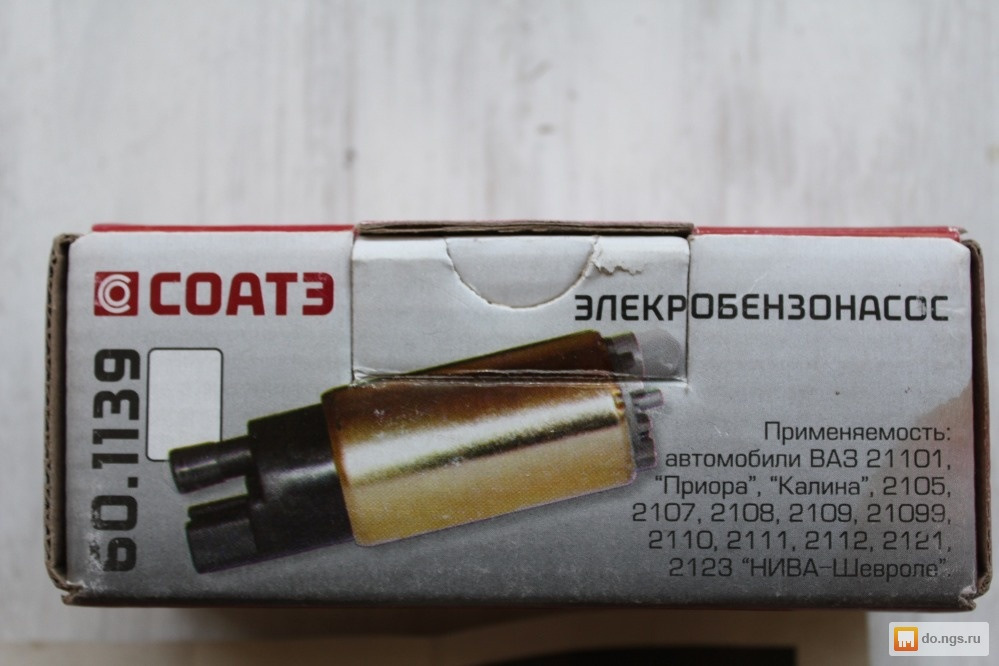 СОАТЭ
ЭЛЕКРОБЕНЗОНАСОС
60.1139
Применяемость:
автомобили ВАЗ 21101,
"Приора", "Калина", 2105,
2107, 2108, 2109, 21099,
2110, 2111, 2112, 2121,
2123 "НИВА-Шевроле".
do.ngs.ru